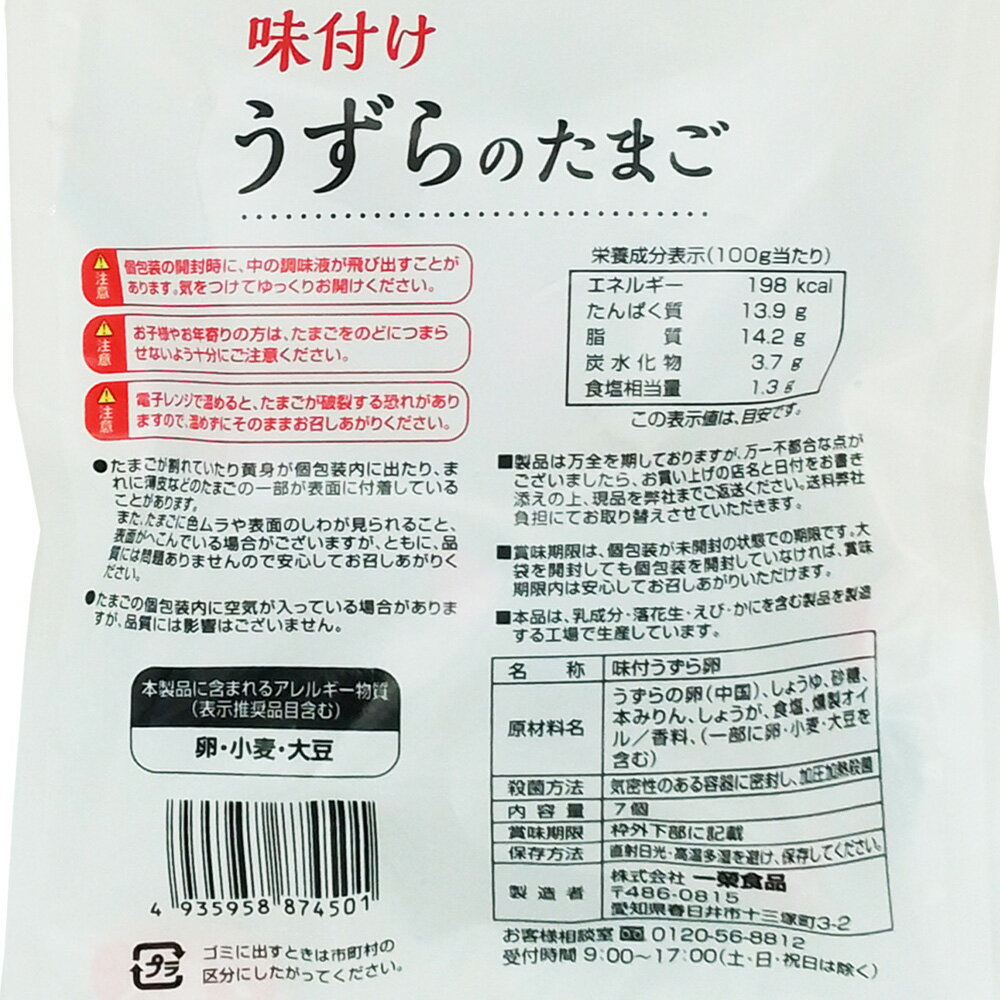 味付け
うずらのたまご
注意
個包装の開封時に、中の調味液が飛び出すことが
あります。気をつけてゆっくりお開けください。
注意
お子様やお年寄りの方は、たまごをのどにつまら
せないよう十分にご注意ください。
注意
電子レンジで温めると、たまごが破裂する恐れがあり
ますので、温めずにそのままお召しあがりください。
●たまごが割れていたり黄身が個包装内に出たり、ま
れに薄皮などのたまごの一部が表面に付着している
ことがあります。
また、たまごに色ムラや表面のしわが見られること、
表面がへこんでいる場合がございますが、ともに、品
質には問題ありませんので安心してお召しあがりく
ださい。
●たまごの個包装内に空気が入っている場合がありま
すが、品質には影響はございません。
本製品に含まれるアレルギー物質
(表示推奨品目含む)
卵・小麦・大豆
4 935958 874501
プラ
ゴミに出すときは市町村の
区分にしたがってください。
栄養成分表示(100g当たり)
エネルギー 198 kcal
たんぱく質 13.9 g
脂質 14.2 g
炭水化物 3.7 g
食塩相当量 1.3 g
この表示値は、目安です。
■製品は万全を期しておりますが、万一不都合な点が
ございましたら、お買い上げの店名と日付をお書き
添えの上、現品を弊社までご返送ください。送料弊社
負担にてお取り替えさせていただきます。
■賞味期限は、個包装が未開封の状態での期限です。大
袋を開封しても個包装を開封していなければ、賞味
期限内は安心してお召しあがりいただけます。
■本品は、乳成分・落花生・えび・かにを含む製品を製造
する工場で生産しています。
名称 味付うずら卵
原材料名 うずらの卵(中国)、しょうゆ、砂糖、
本みりん、しょうが、食塩、燻製オイ
ル/香料、(一部に卵・小麦・大豆を
含む)
殺菌方法 気密性のある容器に密封し、加圧加熱殺菌
内容量 7個
賞味期限 枠外下部に記載
保存方法 直射日光・高温多湿を避け、保存してください。
製造者 株式会社 一榮食品
〒486-0815
愛知県春日井市十三塚町3-2
お客様相談室 0120-56-8812
受付時間 9:00〜17:00(土・日・祝日は除く)